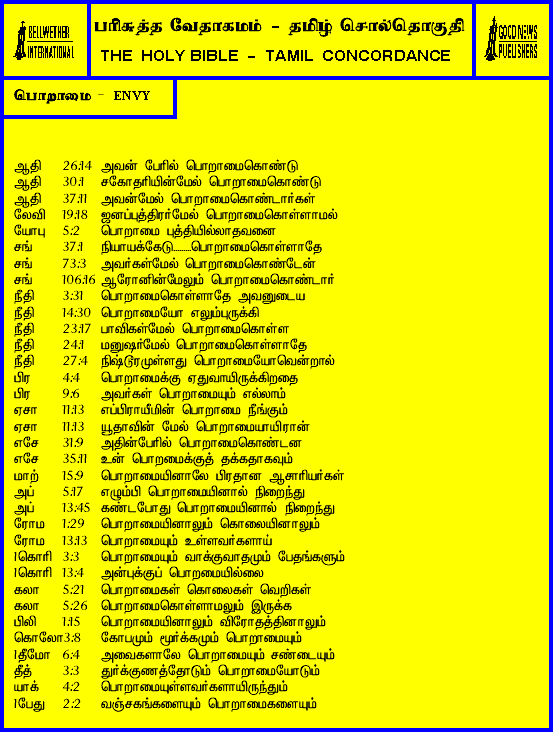 BELLWETHER
INTERNATIONAL
பரிசுத்த வேதாகமம் - தமிழ் சொல்தொகுதி
THE HOLY BIBLE - TAMIL CONCORDANCE
GOOD NEWS
PUBLISHERS
பொறாமை - ENVY
ஆதி 26:14 அவன் பேரில் பொறாமைகொண்டு
ஆதி 30:1 சகோதரியின்மேல் பொறாமைகொண்டு
ஆதி 37:11 அவன்மேல் பொறாமைகொண்டார்கள்
லேவி 19:18 ஜனப்புத்திரர்மேல் பொறாமைகொள்ளாமல்
யோபு 5:2 பொறாமை புத்தியில்லாதவனை
சங் 37:1 நியாயக்கேடு.........பொறாமைகொள்ளாதே
சங் 73:3 அவர்கள்மேல் பொறாமைகொண்டேன்
சங் 106:16 ஆரோனின்மேலும் பொறாமைகொண்டார்
நீதி 3:31 பொறாமைகொள்ளாதே அவனுடைய
நீதி 14:30 பொறாமையோ எலும்புருக்கி
நீதி 23:17 பாவிகள்மேல் பொறாமைகொள்ள
நீதி 24:1 மனுஷர்மேல் பொறாமைகொள்ளாதே
நீதி 27:4 நிஷ்டூரமுள்ளது பொறாமையோவென்றால்
பிர 4:4 பொறாமைக்கு ஏதுவாயிருக்கிறதை
பிர 9:6 அவர்கள் பொறாமையும் எல்லாம்
ஏசா 11:13 எப்பிராயீமின் பொறாமை நீங்கும்
ஏசா 11:13 யூதாவின் மேல் பொறாமையாயிரான்
எசே 31:9 அதின்பேரில் பொறாமைகொண்டன
எசே 35:11 உன் பொறமைக்குத் தக்கதாகவும்
மாற் 15:9 பொறாமையினாலே பிரதான ஆசாரியர்கள்
அப் 5:17 எழும்பி பொறாமையினால் நிறைந்து
அப் 13:45 கண்டபோது பொறாமையினால் நிறைந்து
ரோம 1:29 பொறாமையினாலும் கொலையினாலும்
ரோம 13:13 பொறாமையும் உள்ளவர்களாய்
1கொரி 3:3 பொறாமையும் வாக்குவாதமும் பேதங்களும்
1கொரி 13:4 அன்புக்குப் பொறமையில்லை
கலா 5:21 பொறாமைகள் கொலைகள் வெறிகள்
கலா 5:26 பொறாமைகொள்ளாமலும் இருக்க
பிலி 1:15 பொறாமையினாலும் விரோதத்தினாலும்
கொலோ3:8 கோபமும் மூர்க்கமும் பொறாமையும்
1தீமோ 6:4 அவைகளாலே பொறாமையும் சண்டையும்
தீத் 3:3 துர்க்குணத்தோடும் பொறாமையோடும்
யாக் 4:2 பொறாமையுள்ளவர்களாயிருந்தும்
1பேது 2:2 வஞ்சகங்களையும் பொறாமைகளையும்